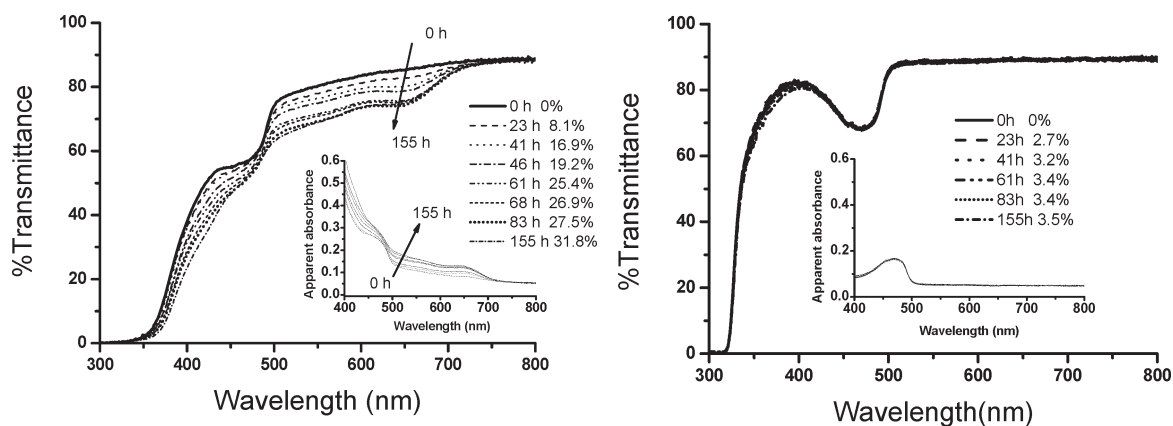 %Transmittance
100
80
60
40
20
0
300 400 500 600 700 800
Wavelength (nm)
0 h
155 h
0 h 0%
23 h 8.1%
41 h 16.9%
46 h 19.2%
61 h 25.4%
68 h 26.9%
83 h 27.5%
155 h 31.8%
Apparent absorbance
0.6
0.5
0.4
0.3
0.2
0.1
0.0
155 h
0 h
400 500 600 700 800
Wavelength (nm)
%Transmittance
100
80
60
40
20
0
300 400 500 600 700 800
Wavelength(nm)
0h 0%
23h 2.7%
41h 3.2%
61h 3.4%
83h 3.4%
155h 3.5%
Apparent absorbance
0.6
0.4
0.2
0.0
400 500 600 700 800
Wavelength (nm)